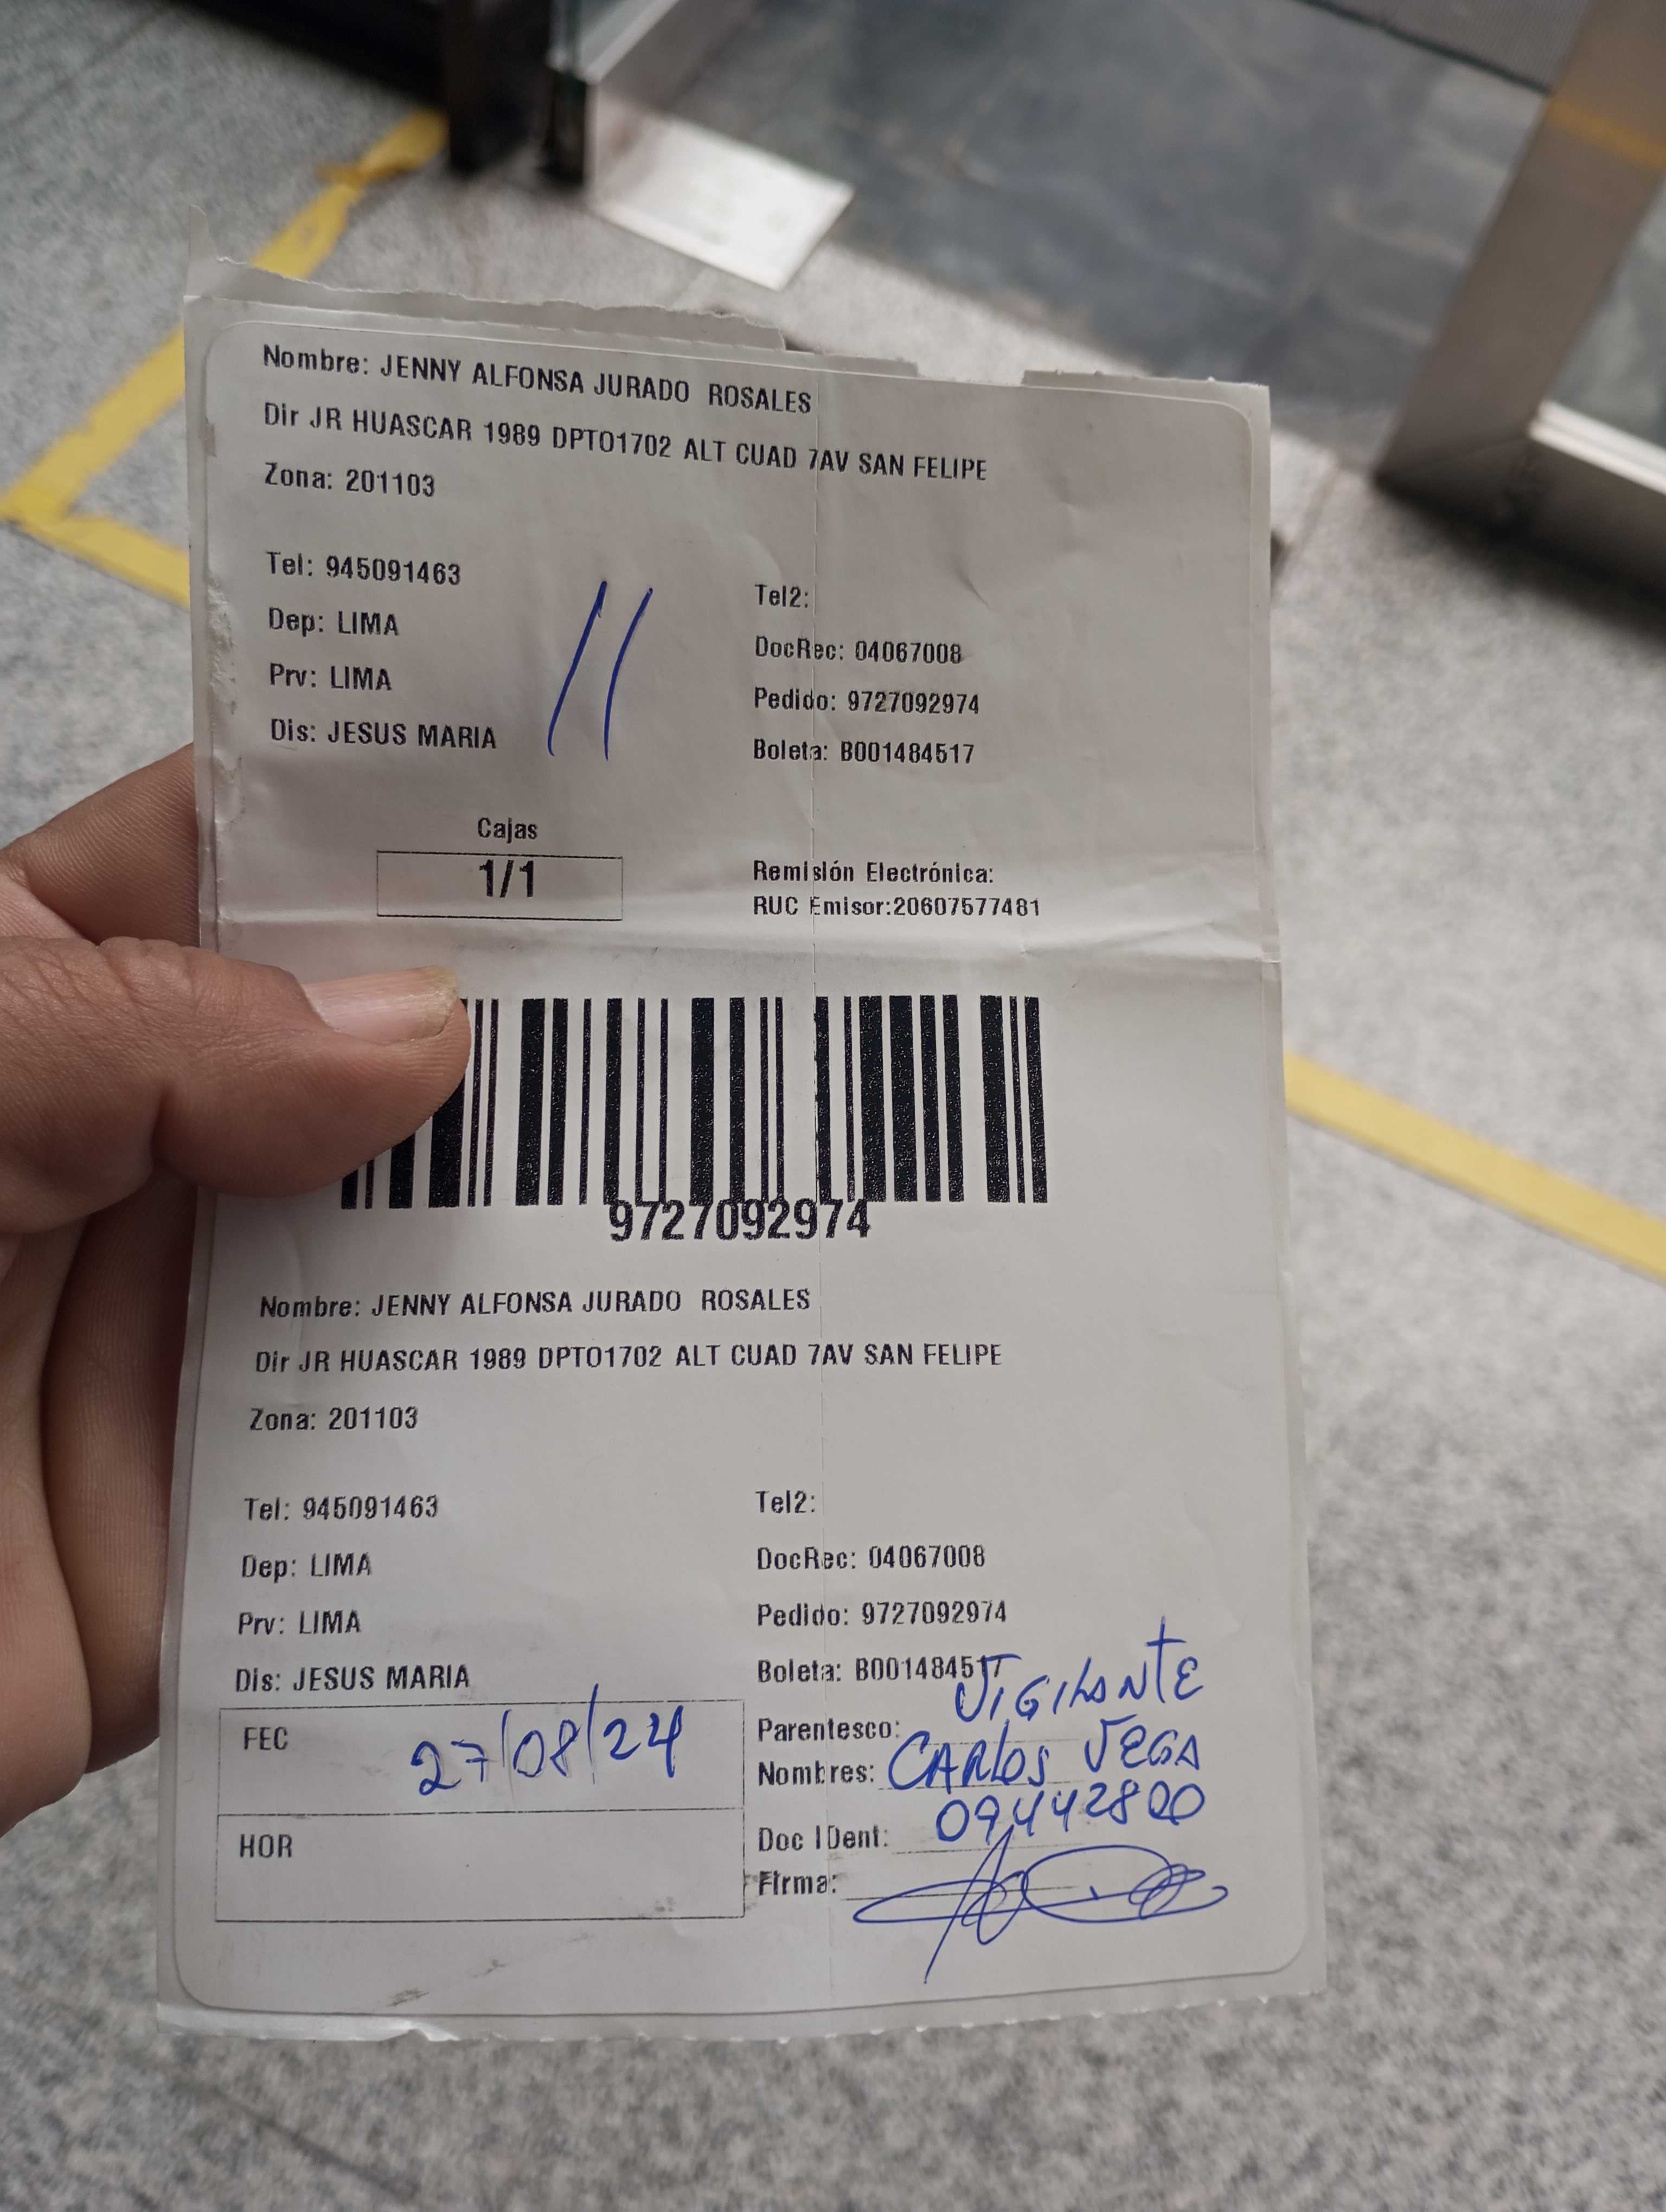 Nombre: JENNY ALFONSA JURADO ROSALES
Dir JR HUASCAR 1989 DPTO1702 ALT CUAD 7AV SAN FELIPE
Zona: 201103
Tel: 945091463
Tel2:
Dep: LIMA
DocRec: 04067008
Prv: LIMA
Pedido: 9727092974
Dis: JESUS MARIA
Boleta: B001484517
Cajas
1/1
Remisión Electrónica:
RUC Emisor:20607577481
9727092974
Nombre: JENNY ALFONSA JURADO ROSALES
Dir JR HUASCAR 1989 DPTO1702 ALT CUAD 7AV SAN FELIPE
Zona: 201103
Tel: 945091463
Tel2:
Dep: LIMA
DocRec: 04067008
Prv: LIMA
Pedido: 9727092974
Dis: JESUS MARIA
Boleta: B001484517
FEC 27/08/24
Parentesco: VIGILANTE
Nombres: CARLOS VEGA
HOR
Doc IDent: 09442800
Firma: